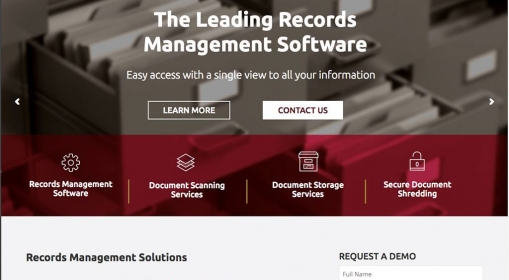 The Leading Records
Management Software
Easy access with a single view to all your information
LEARN MORE
CONTACT US
Records Management
Software
Document Scanning
Services
Document Storage
Services
Secure Document
Shredding
Records Management Solutions
REQUEST A DEMO
Full Name